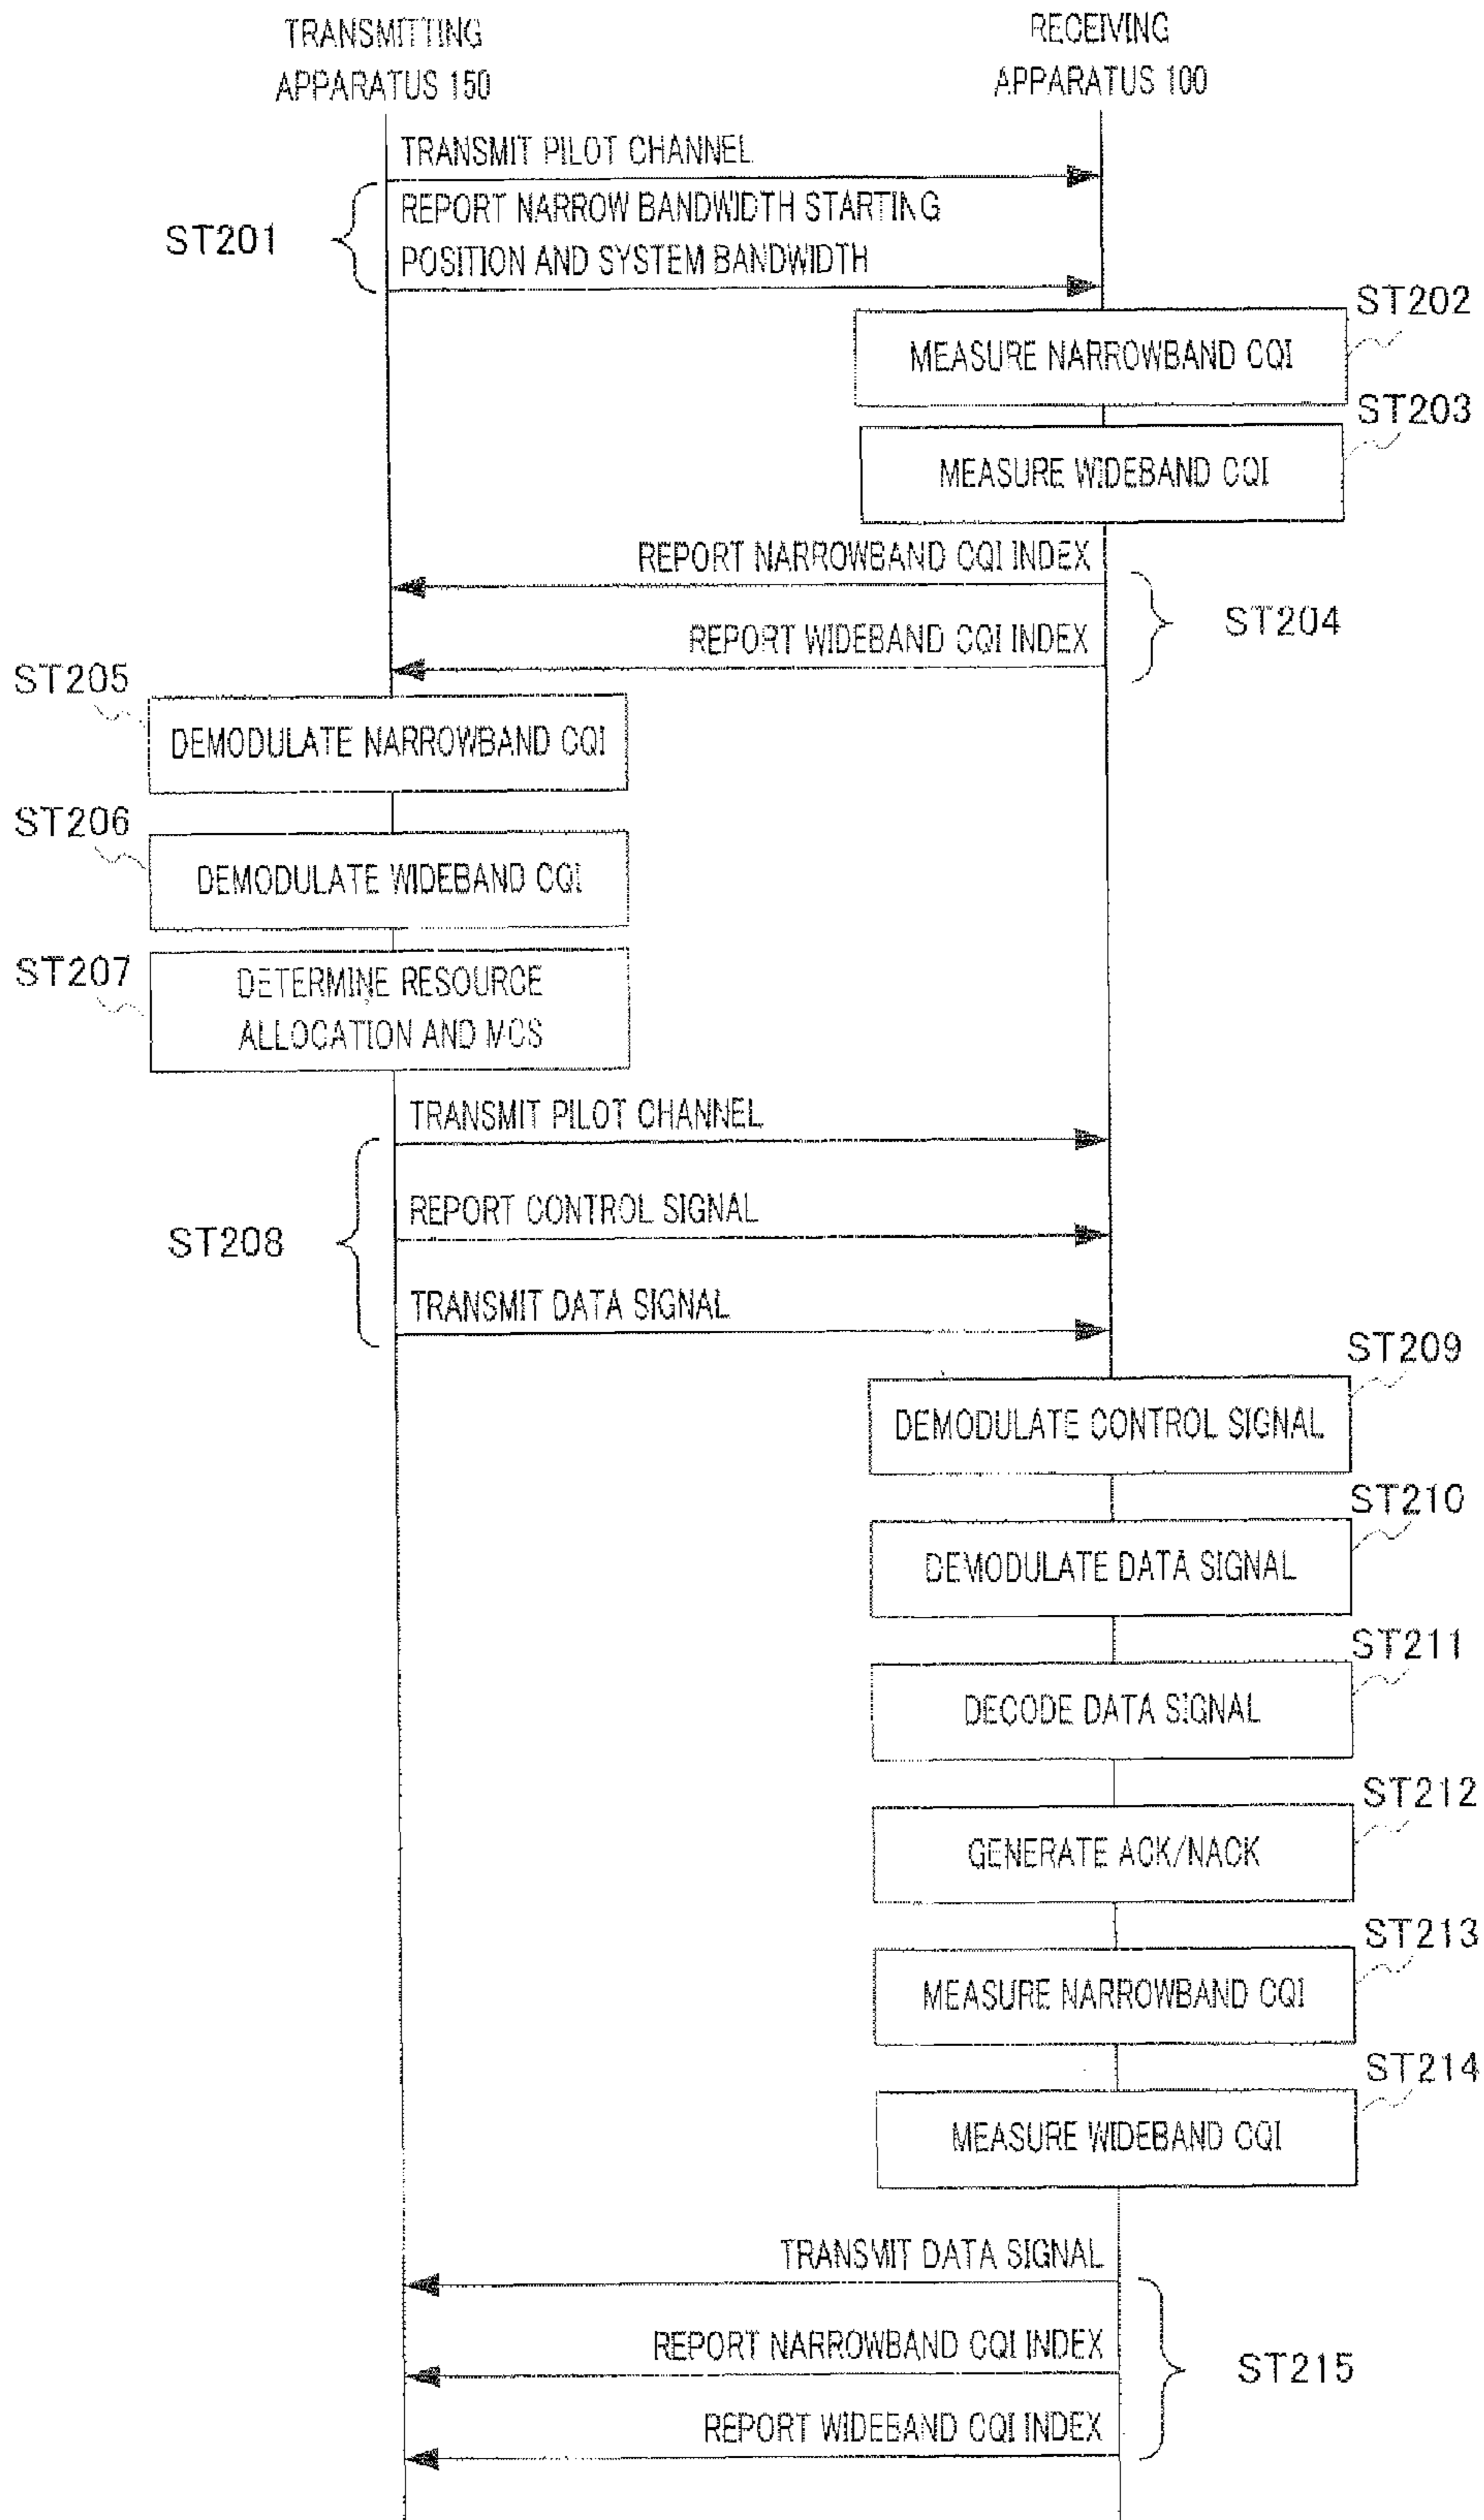 TRANSMITTING
APPARATUS 150
RECEIVING
APPARATUS 100
TRANSMIT PILOT CHANNEL
REPORT NARROW BANDWIDTH STARTING
POSITION AND SYSTEM BANDWIDTH
ST201
ST202
MEASURE NARROWBAND CQI
ST203
MEASURE WIDEBAND CQI
REPORT NARROWBAND CQI INDEX
REPORT WIDEBAND CQI INDEX
ST204
ST205
DEMODULATE NARROWBAND CQI
ST206
DEMODULATE WIDEBAND CQI
ST207
DETERMINE RESOURCE
ALLOCATION AND MCS
TRANSMIT PILOT CHANNEL
REPORT CONTROL SIGNAL
ST208
TRANSMIT DATA SIGNAL
ST209
DEMODULATE CONTROL SIGNAL
ST210
DEMODULATE DATA SIGNAL
ST211
DECODE DATA SIGNAL
ST212
GENERATE ACK/NACK
ST213
MEASURE NARROWBAND CQI
ST214
MEASURE WIDEBAND CQI
TRANSMIT DATA SIGNAL
REPORT NARROWBAND CQI INDEX
ST215
REPORT WIDEBAND CQI INDEX